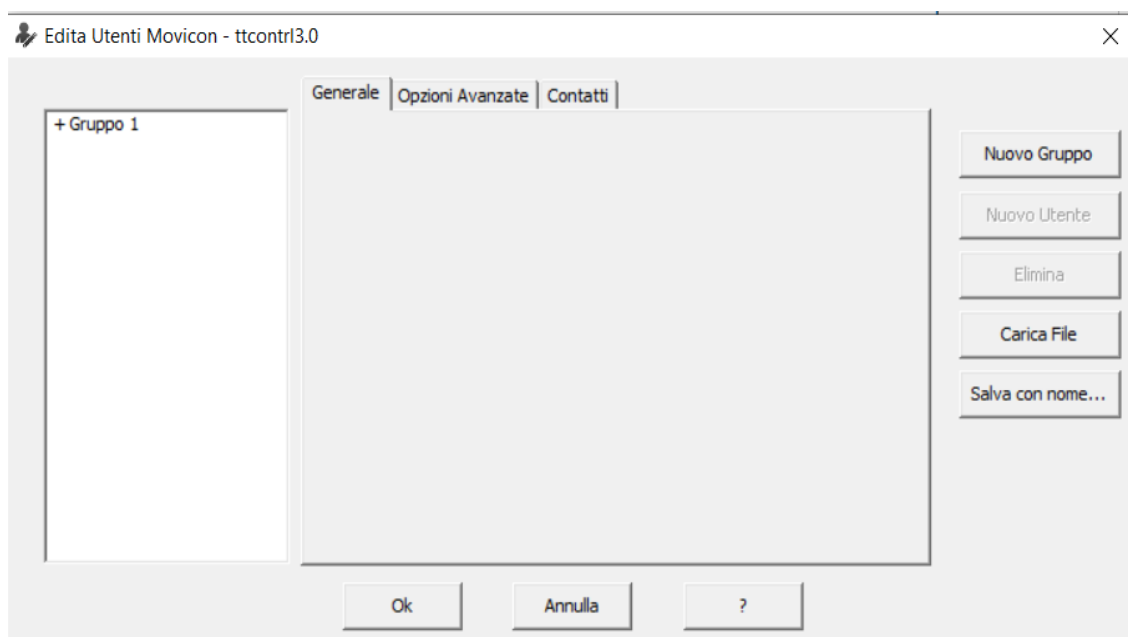 Edita Utenti Movicon - ttcontrl3.0
Generale
Opzioni Avanzate
Contatti
+ Gruppo 1
Nuovo Gruppo
Nuovo Utente
Elimina
Carica File
Salva con nome...
Ok
Annulla
?